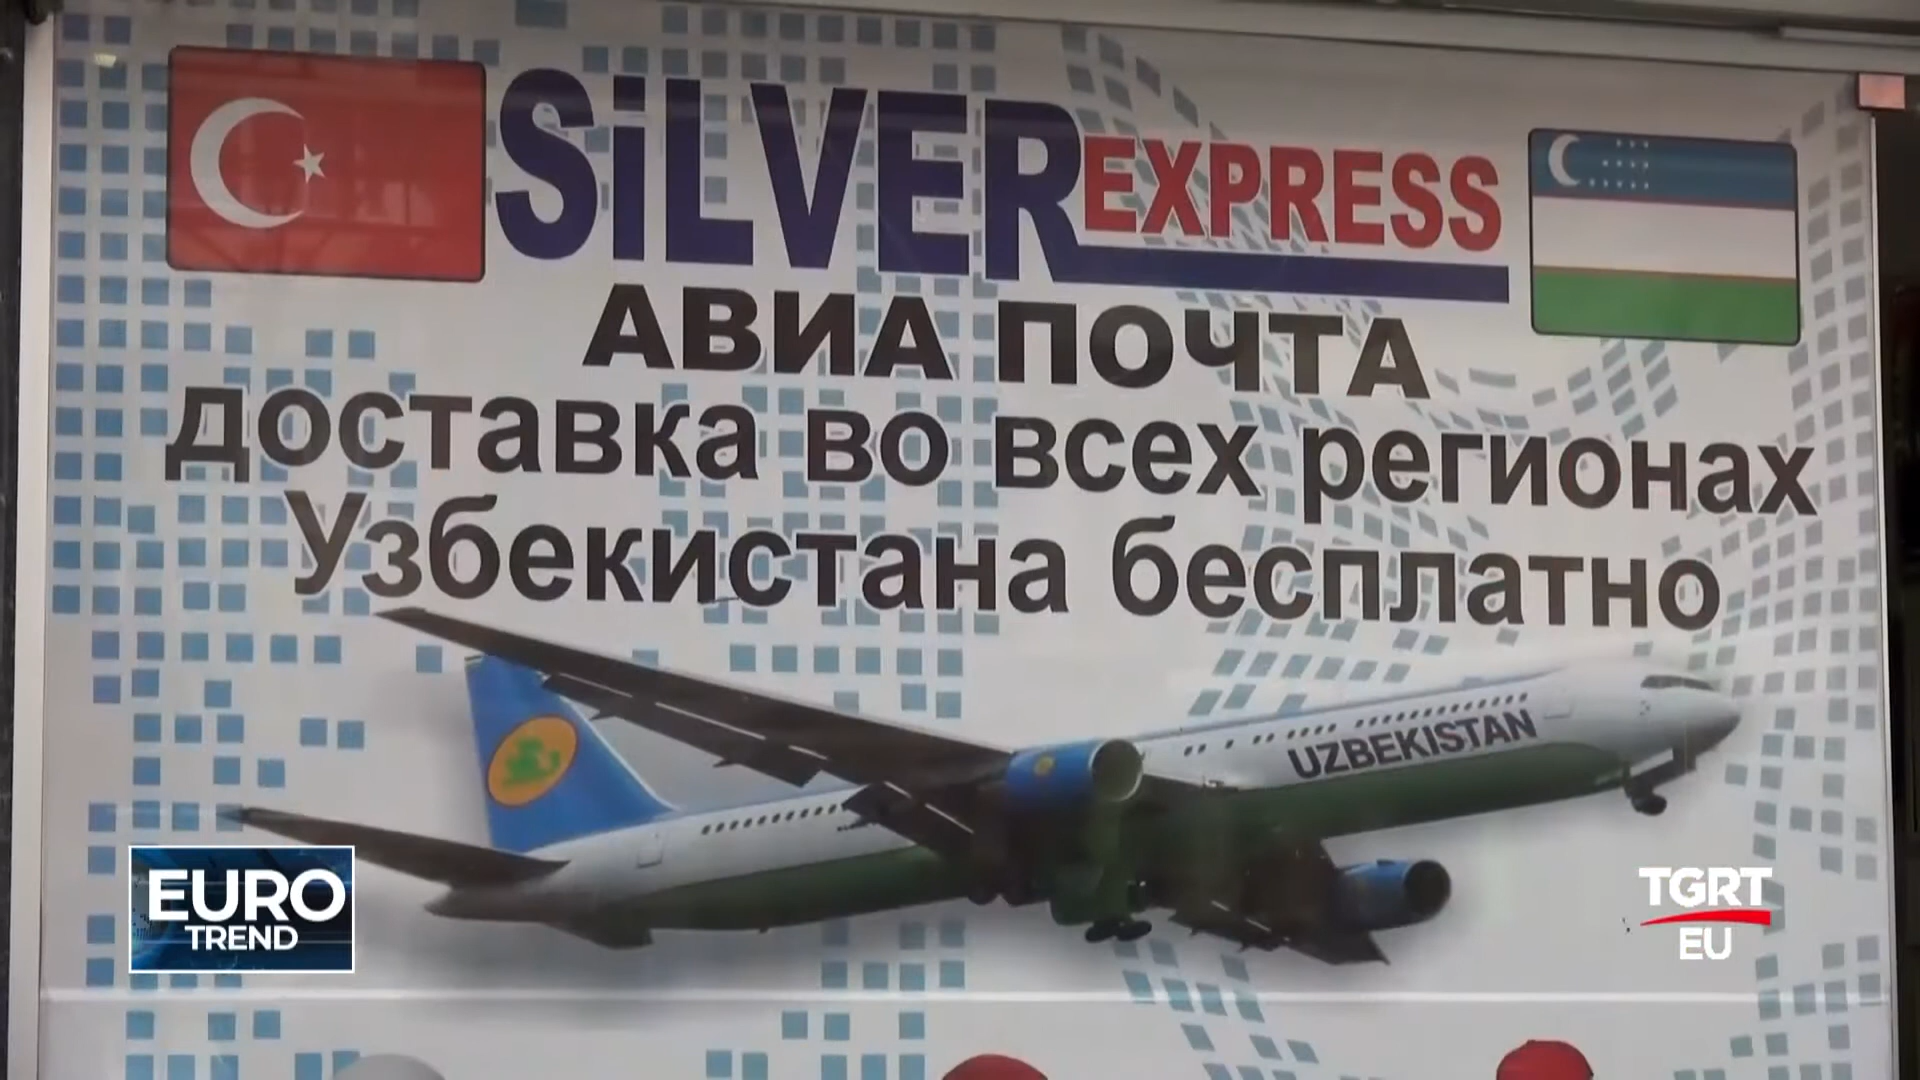 SiLVER EXPRESS
АВИА ПОЧТА
доставка во всех регионах
Узбекистана бесплатно
UZBEKISTAN
EURO
TREND
TGRT
EU